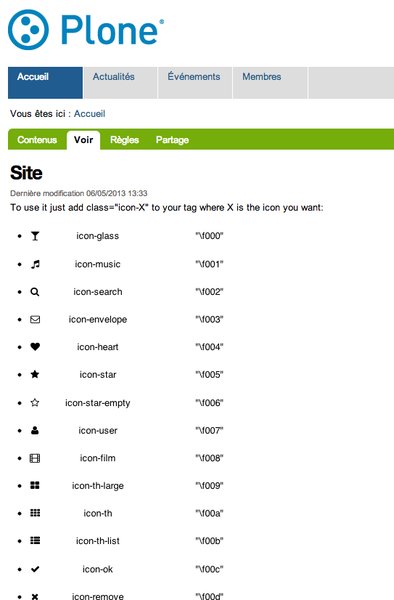 Plone®
Accueil Actualités Événements Membres
Vous êtes ici : Accueil
Contenus Voir Règles Partage
Site
Dernière modification 06/05/2013 13:33
To use it just add class="icon-X" to your tag where X is the icon you want:
icon-glass "\f000"
icon-music "\f001"
icon-search "\f002"
icon-envelope "\f003"
icon-heart "\f004"
icon-star "\f005"
icon-star-empty "\f006"
icon-user "\f007"
icon-film "\f008"
icon-th-large "\f009"
icon-th "\f00a"
icon-th-list "\f00b"
icon-ok "\f00c"
icon-remove "\f00d"